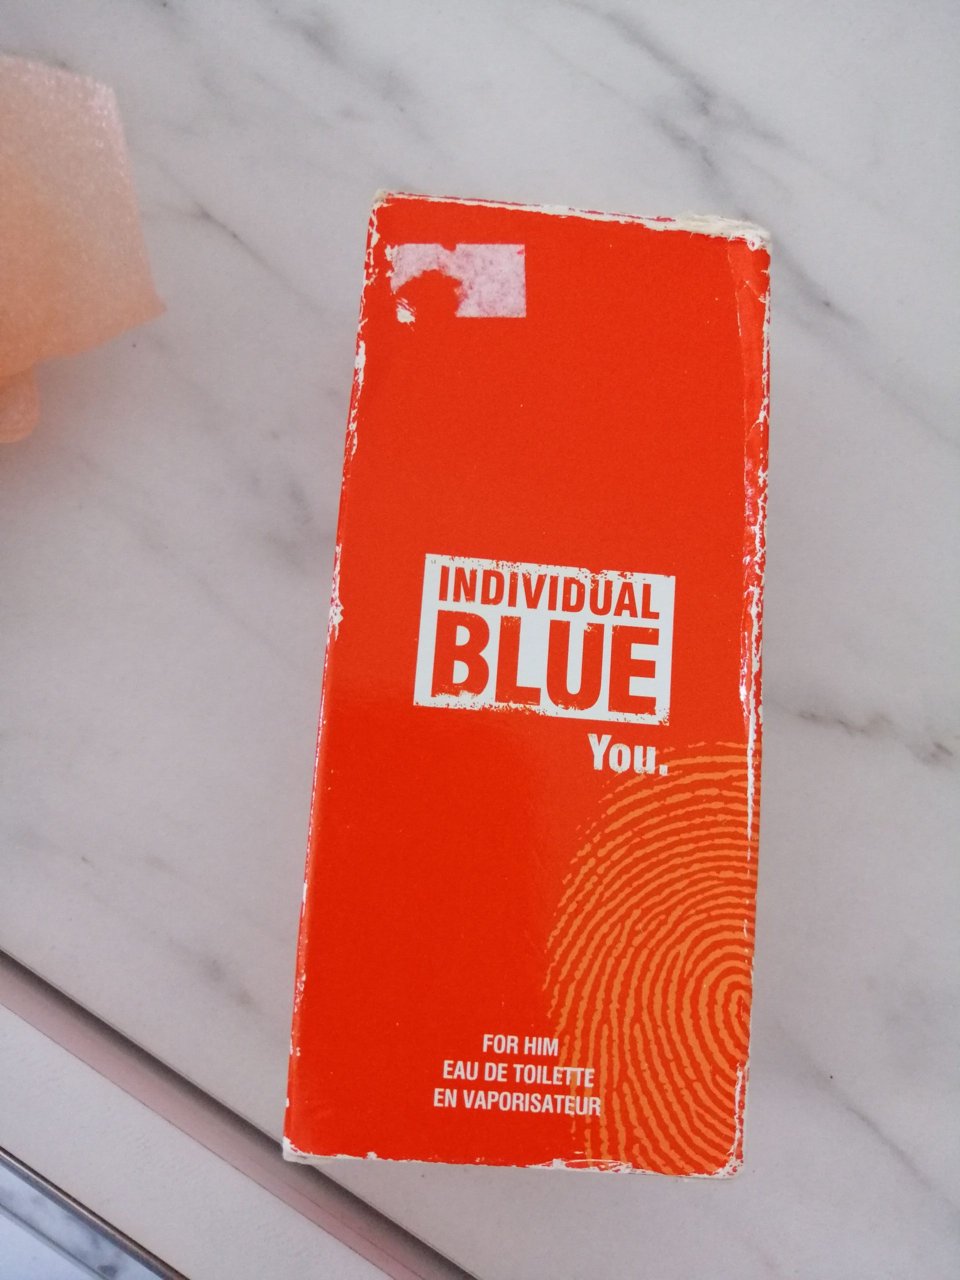 INDIVIDUAL
BLUE
You.
FOR HIM
EAU DE TOILETTE
EN VAPORISATEUR